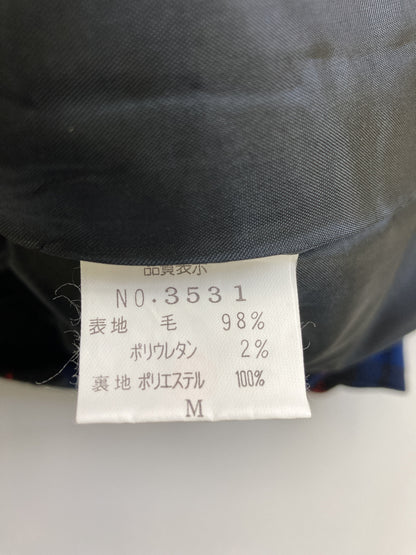 品質表示
NO.3531
表地 毛 98%
ポリウレタン 2%
裏地 ポリエステル 100%
M